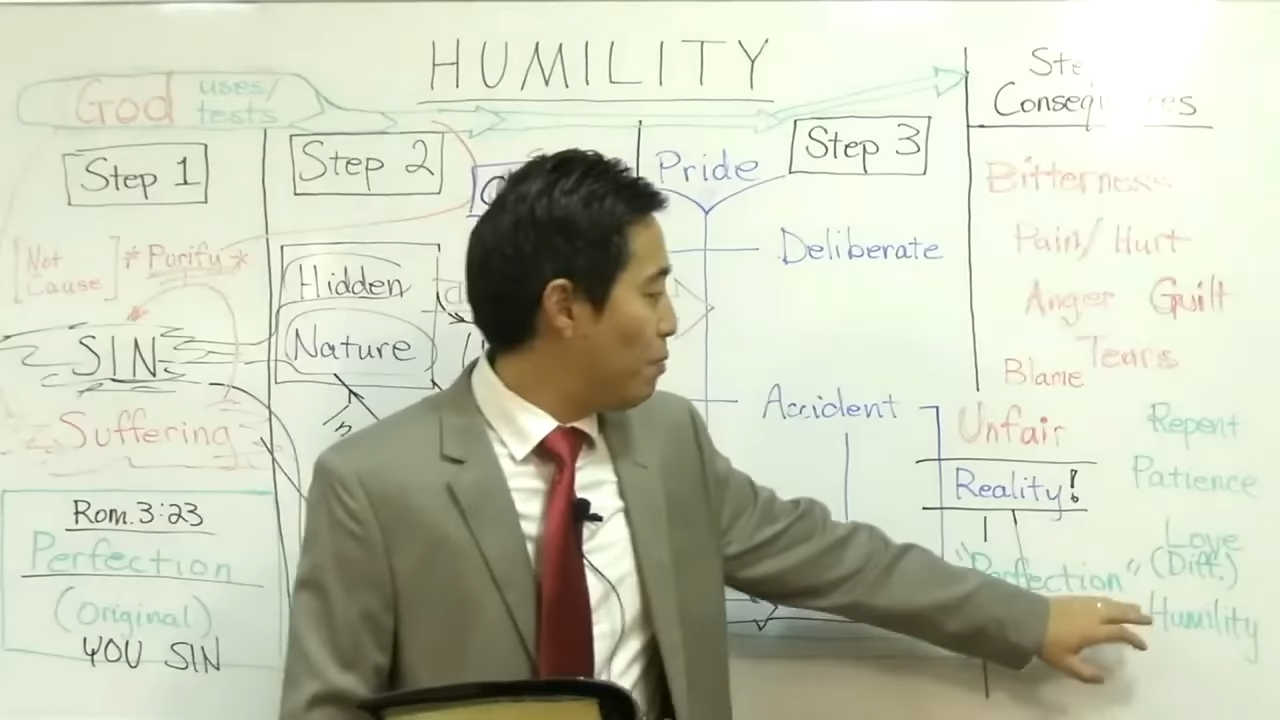 HUMILITY
God uses/
tests
Step 1
[Not
Cause]
*Purify*
SIN
Suffering
Rom. 3:23
Perfection
(Original)
YOU SIN
Step 2
Hidden
Nature
Pride
Step 3
Deliberate
Accident
Bitterness
Pain/Hurt
Anger Guilt
Blame Tears
Unfair
Reality!
"Perfection"
Repent
Patience
Love
(Diff.)
Humility